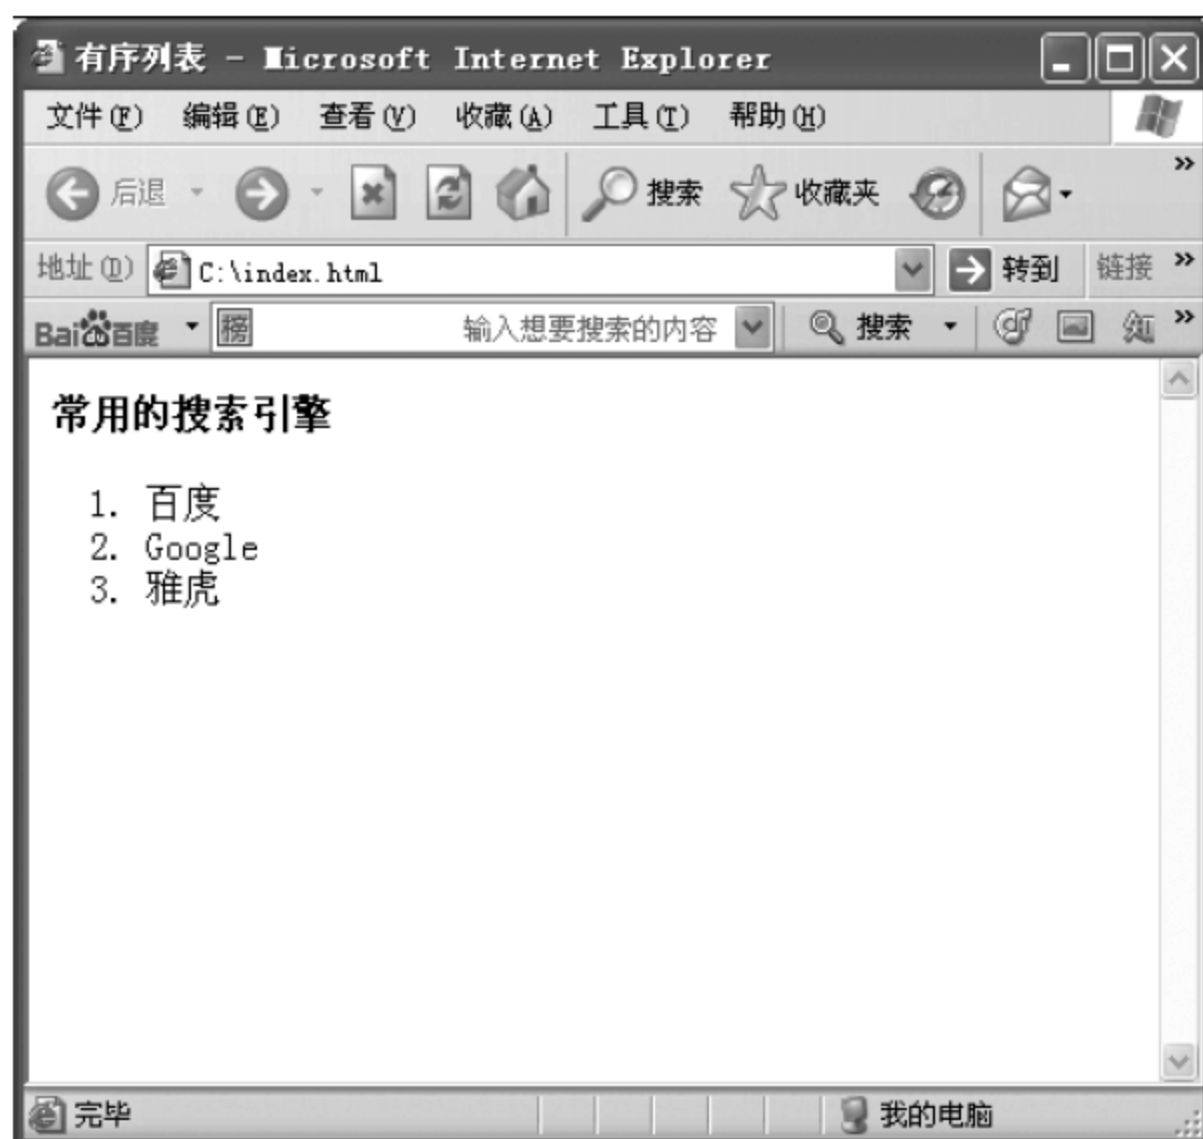 有序列表 - Microsoft Internet Explorer
文件(F) 编辑(E) 查看(V) 收藏(A) 工具(T) 帮助(H)
后退 搜索 收藏夹 »
地址(D) C:\index.html 转到 链接 »
Bai百度 榜 输入想要搜索的内容 搜索 知 »
常用的搜索引擎
1. 百度
2. Google
3. 雅虎
完毕 我的电脑